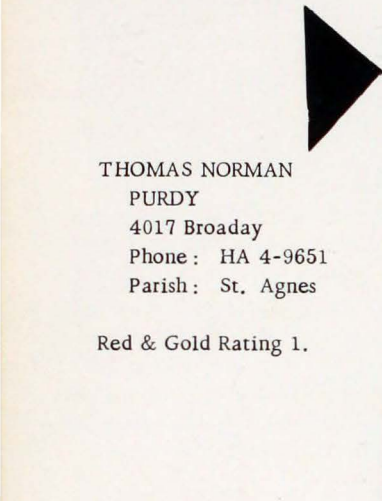 THOMAS NORMAN
PURDY
4017 Broaday
Phone: HA 4-9651
Parish: St. Agnes
Red & Gold Rating 1.